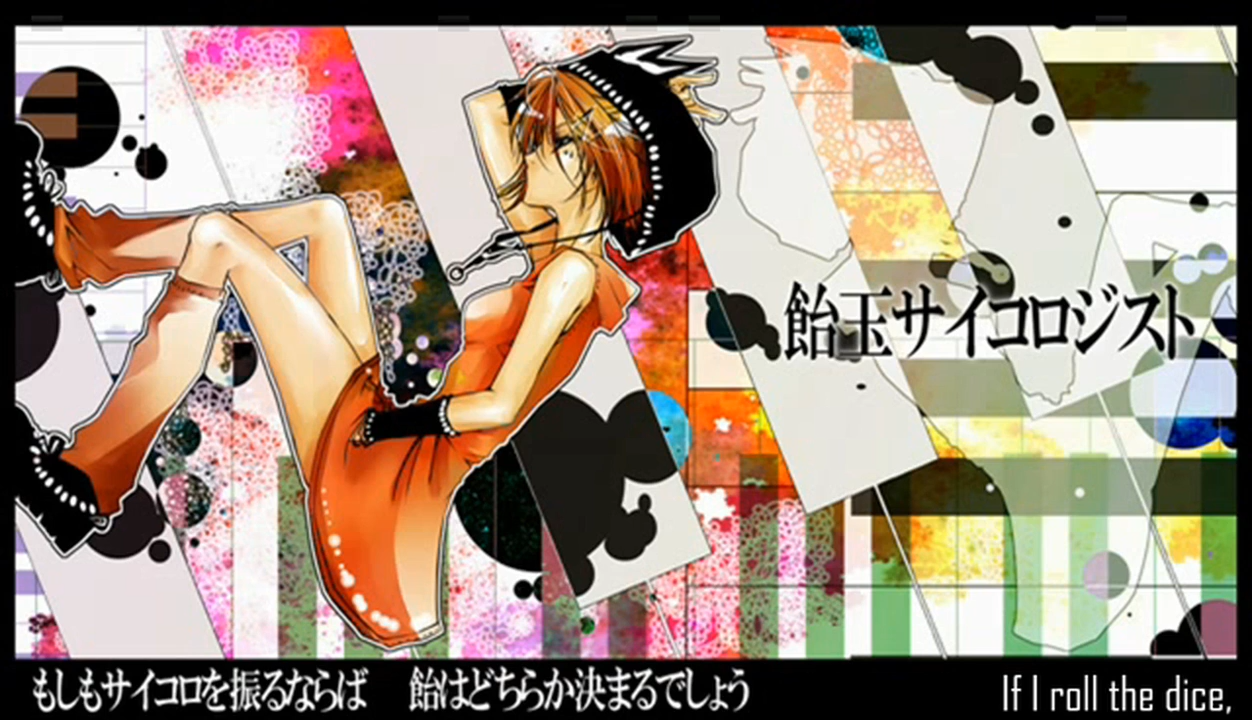 飴玉サイコロジスト
もしもサイコロを振るならば 飴はどちらか決まるでしょう
If I roll the dice,